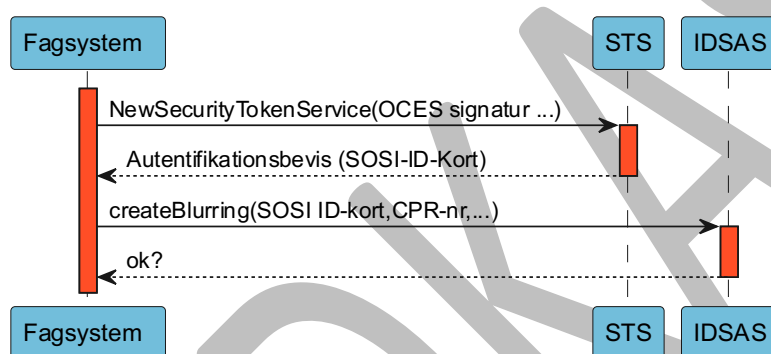 Fagsystem STS IDSAS
NewSecurityTokenService(OCES signatur ...)
Autentifikationsbevis (SOSI-ID-Kort)
createBlurring(SOSI ID-kort,CPR-nr,...)
ok?
Fagsystem STS IDSAS